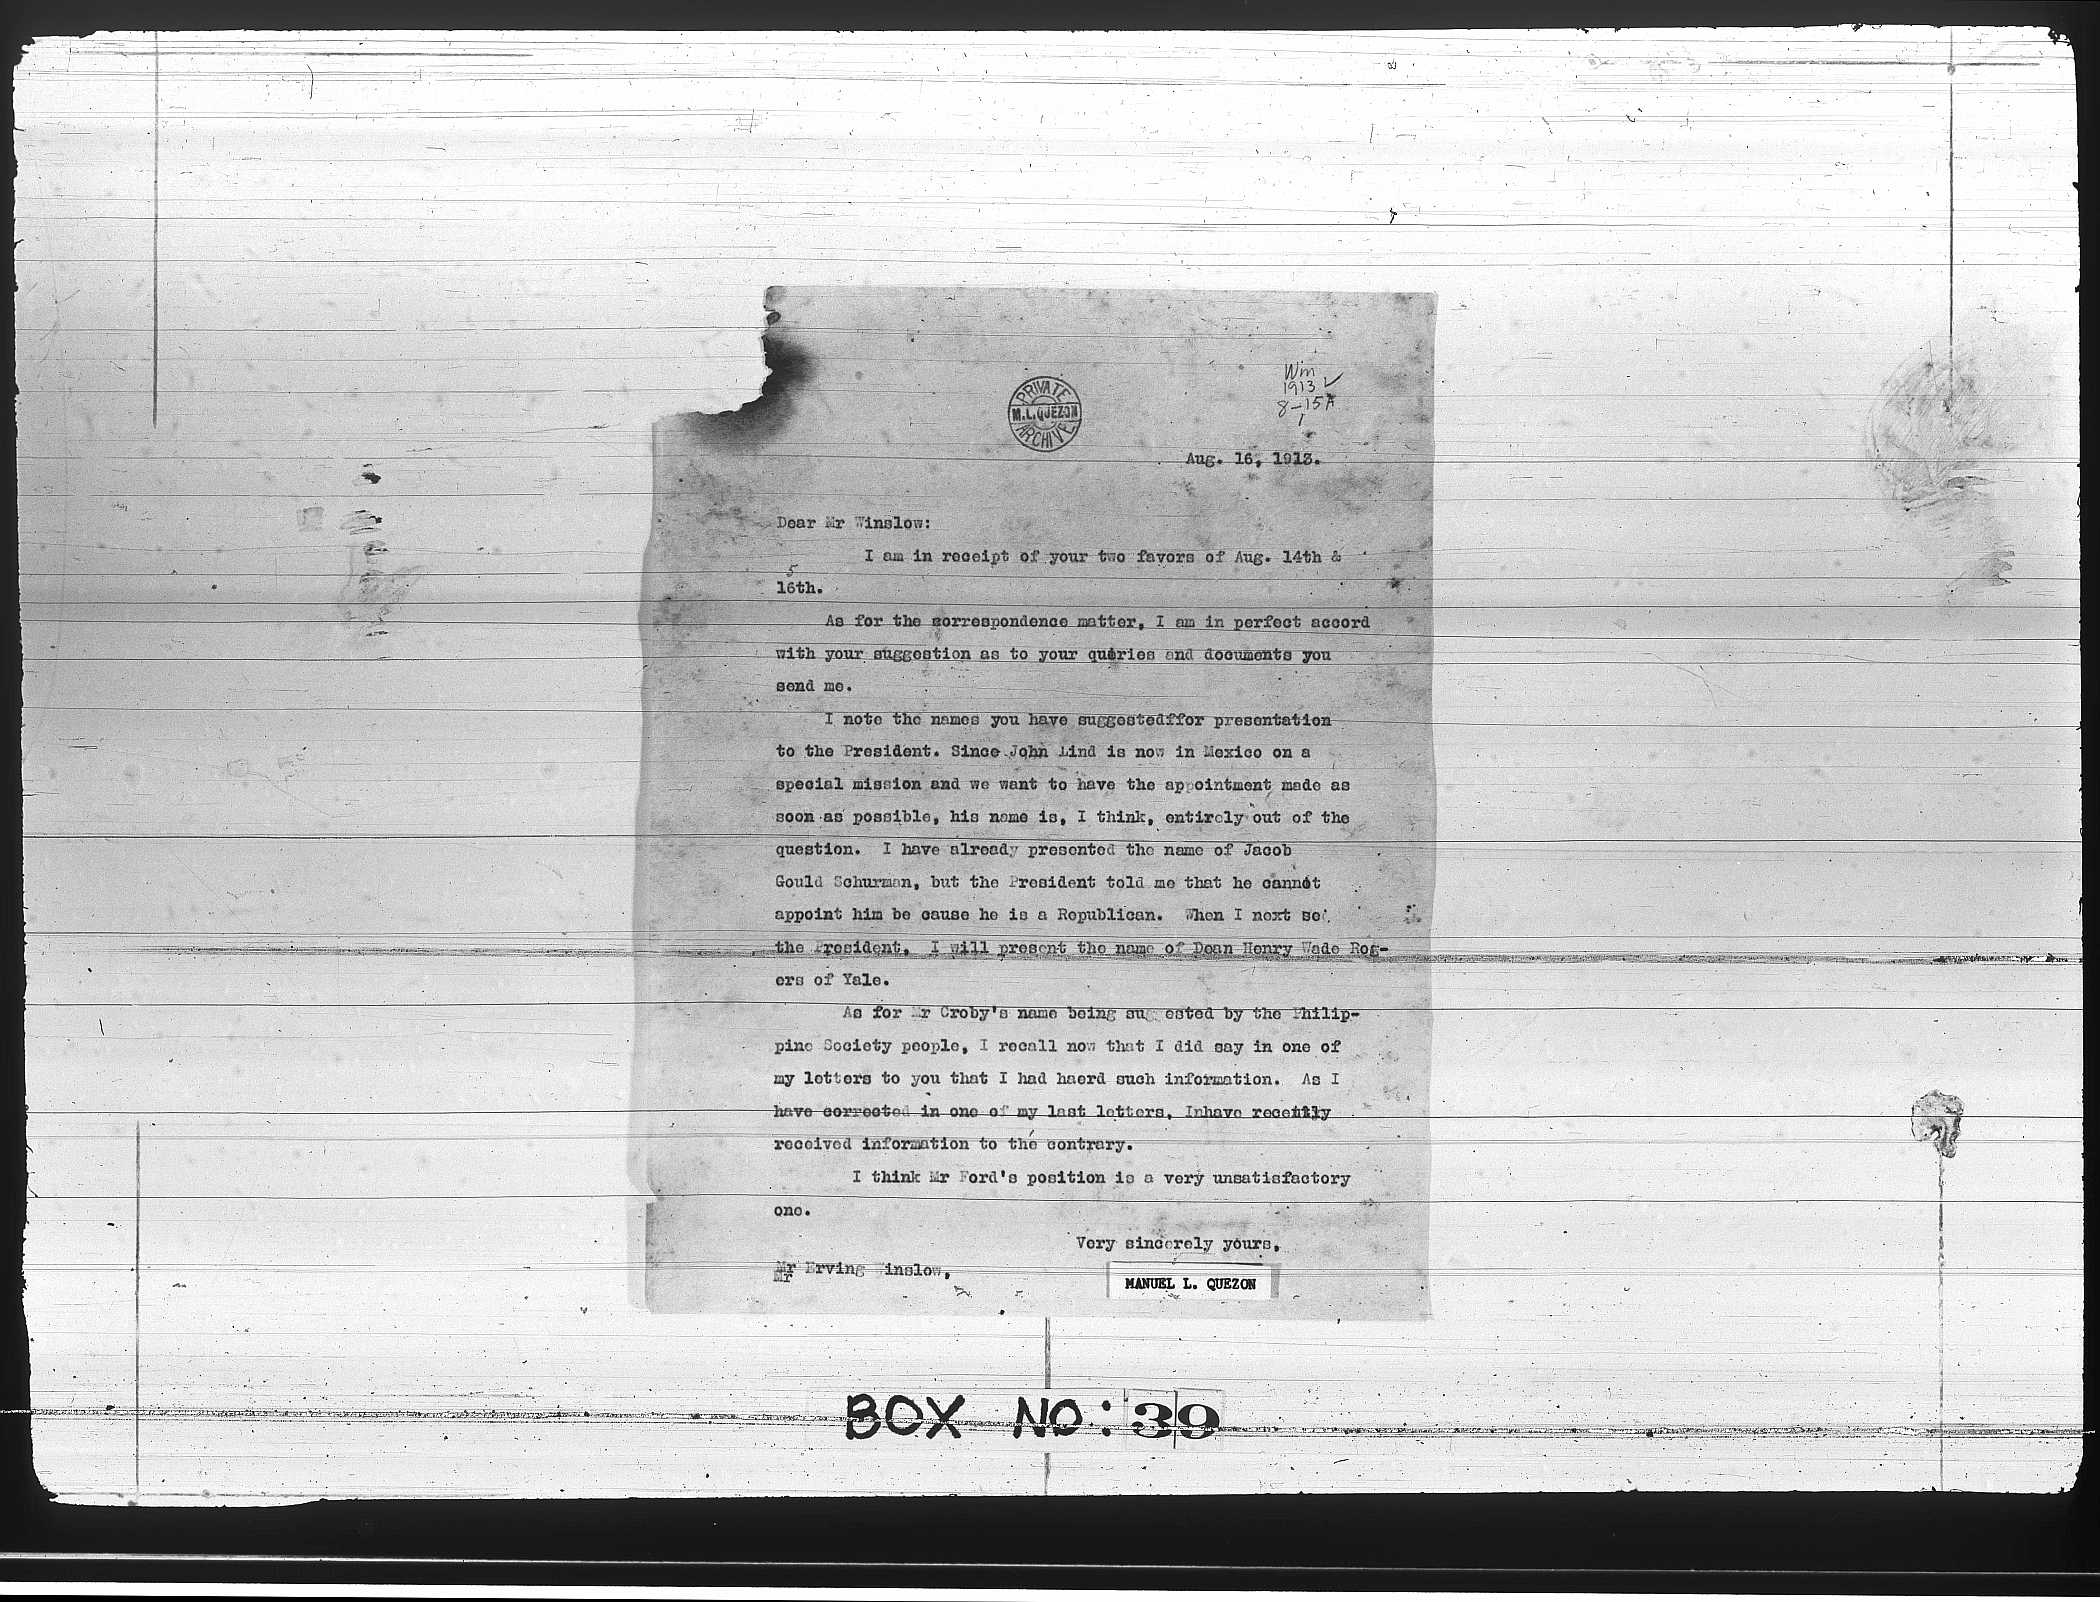 Wm
1913 ✓
8-15A
1
PRIVATE
M.L. QUEZON
ARCHIVE
Aug. 16, 1913.
Dear Mr Winslow:
I am in receipt of your two favors of Aug. 14th &
5
16th.
As for the correspondence matter, I am in perfect accord
with your suggestion as to your queries and documents you
send me.
I note the names you have suggestedffor presentation
to the President. Since John Lind is now in Mexico on a
special mission and we want to have the appointment made as
soon as possible, his name is, I think, entirely out of the
question. I have already presented the name of Jacob
Gould Schurman, but the President told me that he cannot
appoint him be cause he is a Republican. When I next see
the President, I will present the name of Dean Henry Wade Rog-
ers of Yale.
As for Mr Croby's name being suggested by the Philip-
pine Society people, I recall now that I did say in one of
my letters to you that I had haerd such information. As I
have corrected in one of my last letters, Inhave recently
received information to the contrary.
I think Mr Ford's position is a very unsatisfactory
one.
Very sincerely yours,
Mr Erving Winslow,
Mr
MANUEL L. QUEZON
BOX NO: 39